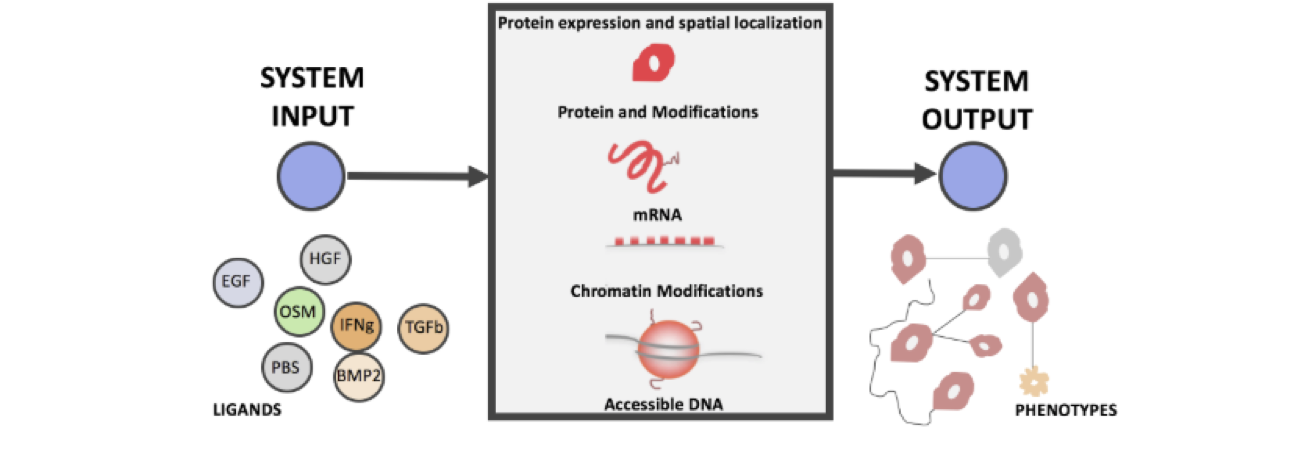 SYSTEM
INPUT
EGF
HGF
OSM
IFNg
TGFb
PBS
BMP2
LIGANDS
Protein expression and spatial localization
Protein and Modifications
mRNA
Chromatin Modifications
Accessible DNA
SYSTEM
OUTPUT
PHENOTYPES